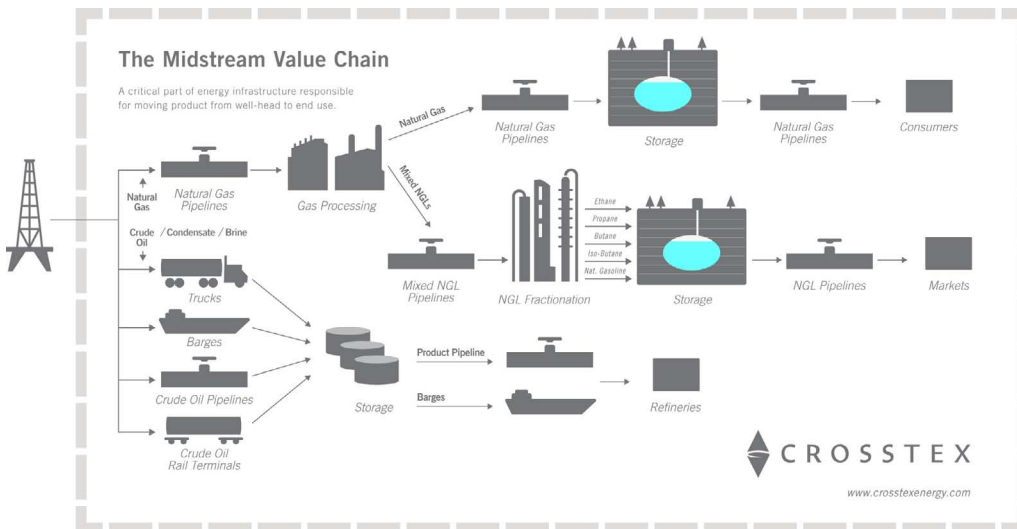 The Midstream Value Chain
A critical part of energy infrastructure responsible
for moving product from well-head to end use.
Natural Gas
Natural Gas
Pipelines
Storage
Natural Gas
Pipelines
Consumers
Natural
Gas
Natural Gas
Pipelines
Gas Processing
Mixed NGLs
Crude
Oil / Condensate / Brine
Mixed NGL
Pipelines
NGL Fractionation
Ethane
Propane
Butane
Iso-Butane
Nat. Gasoline
Storage
NGL Pipelines
Markets
Trucks
Barges
Crude Oil Pipelines
Crude Oil
Rail Terminals
Storage
Product Pipeline
Barges
Refineries
CROSSTEX
www.crosstexenergy.com